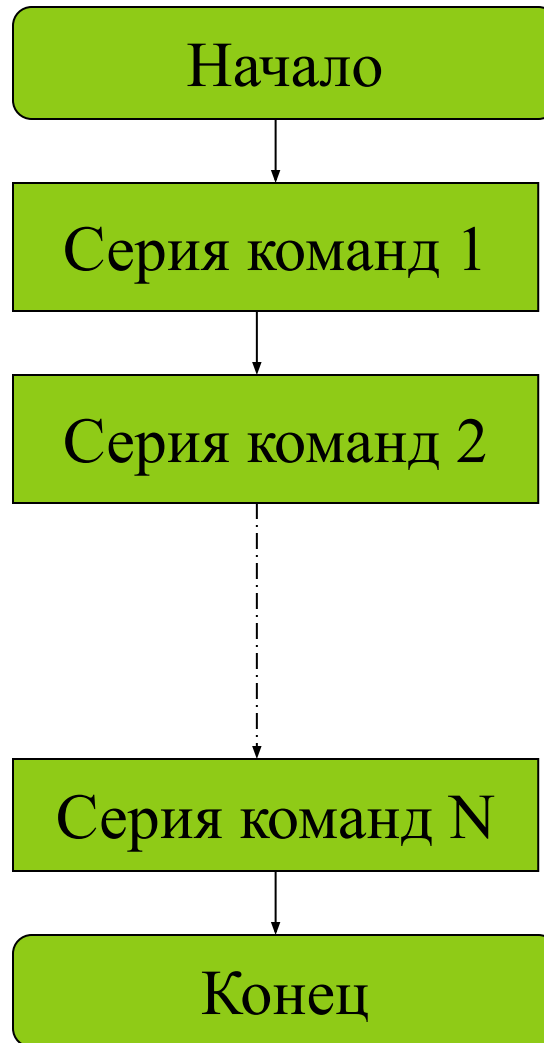 Начало
Серия команд 1
Серия команд 2
Серия команд N
Конец